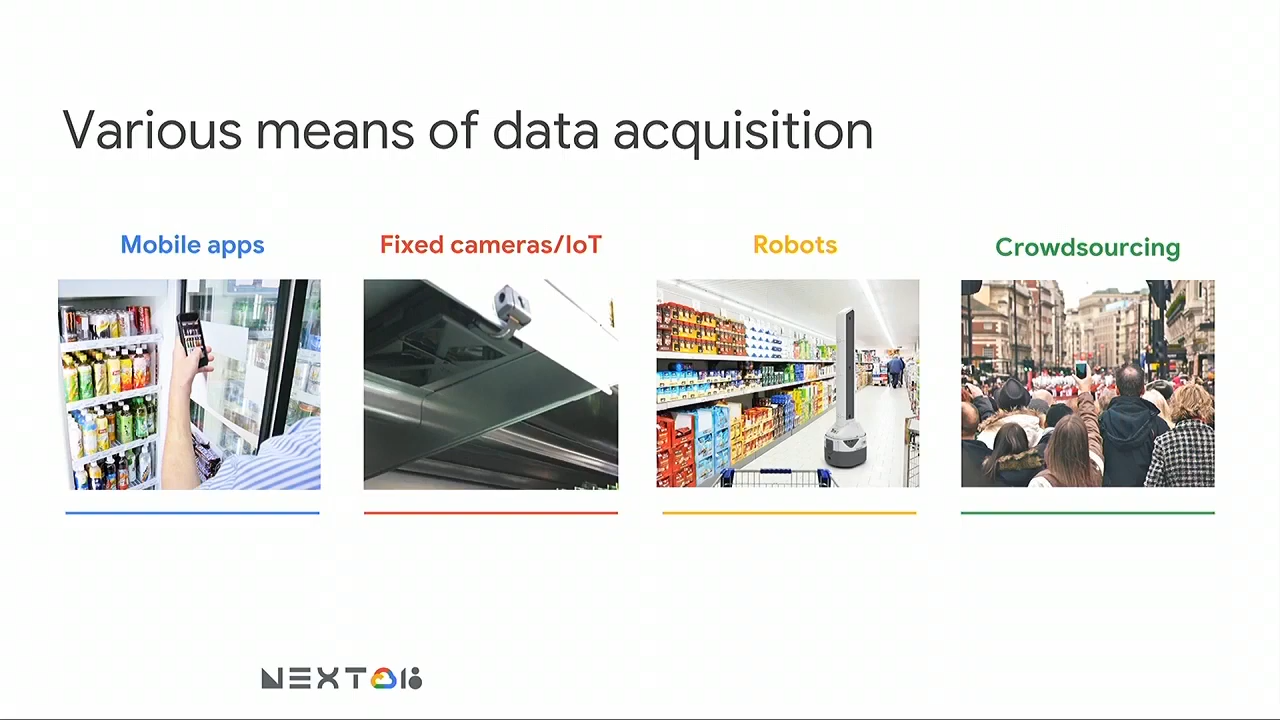 Various means of data acquisition
Mobile apps
Fixed cameras/IoT
Robots
Crowdsourcing
NEXT 18